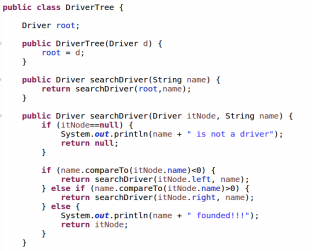 public class DriverTree {
Driver root;
public DriverTree(Driver d) {
root = d;
}
public Driver searchDriver(String name) {
return searchDriver(root,name);
}
public Driver searchDriver(Driver itNode, String name) {
if (itNode==null) {
System.out.println(name + " is not a driver");
return null;
}
if (name.compareTo(itNode.name)<0) {
return searchDriver(itNode.left, name);
} else if (name.compareTo(itNode.name)>0) {
return searchDriver(itNode.right, name);
} else {
System.out.println(name + " founded!!!");
return itNode;
}
}